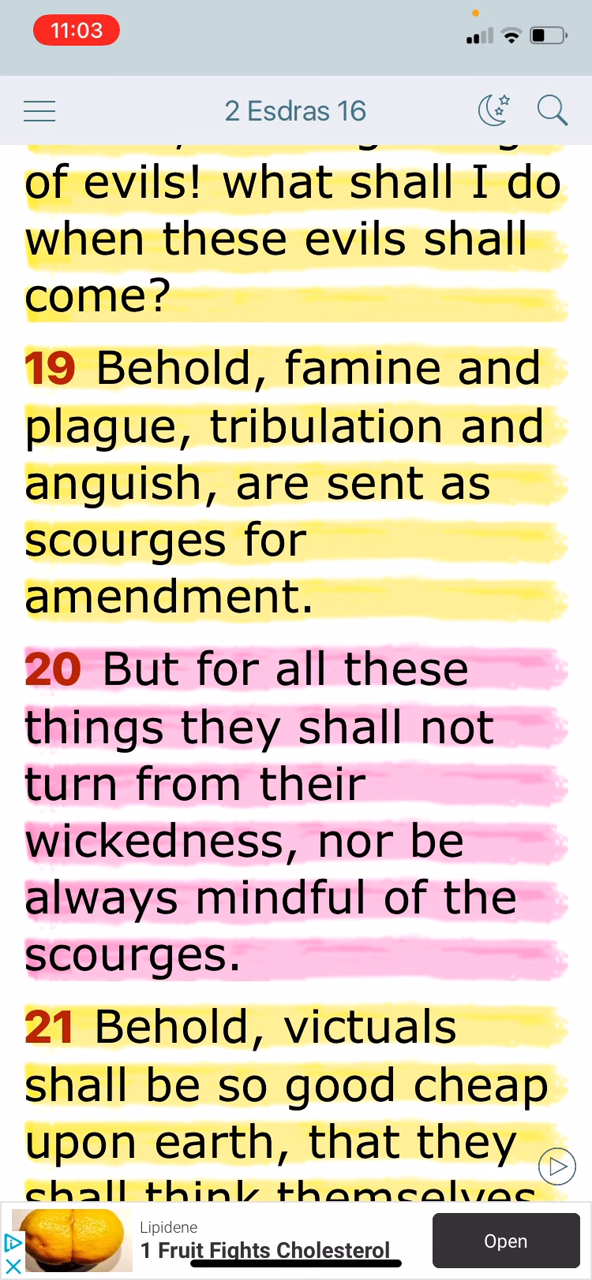 11:03
2 Esdras 16
of evils! what shall I do
when these evils shall
come?
19 Behold, famine and
plague, tribulation and
anguish, are sent as
scourges for
amendment.
20 But for all these
things they shall not
turn from their
wickedness, nor be
always mindful of the
scourges.
21 Behold, victuals
shall be so good cheap
upon earth, that they
shall think themselves
Lipidene
1 Fruit Fights Cholesterol
Open